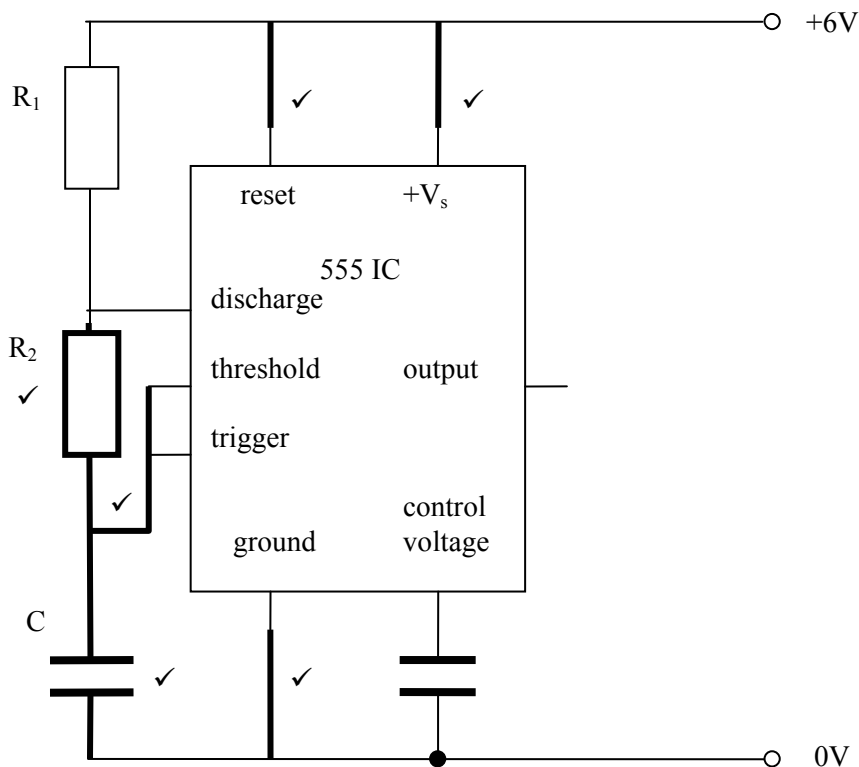 +6V
R₁
✓
✓
reset
+Vₛ
555 IC
discharge
R₂
threshold
output
✓
trigger
✓
control
ground
voltage
C
✓
✓
0V